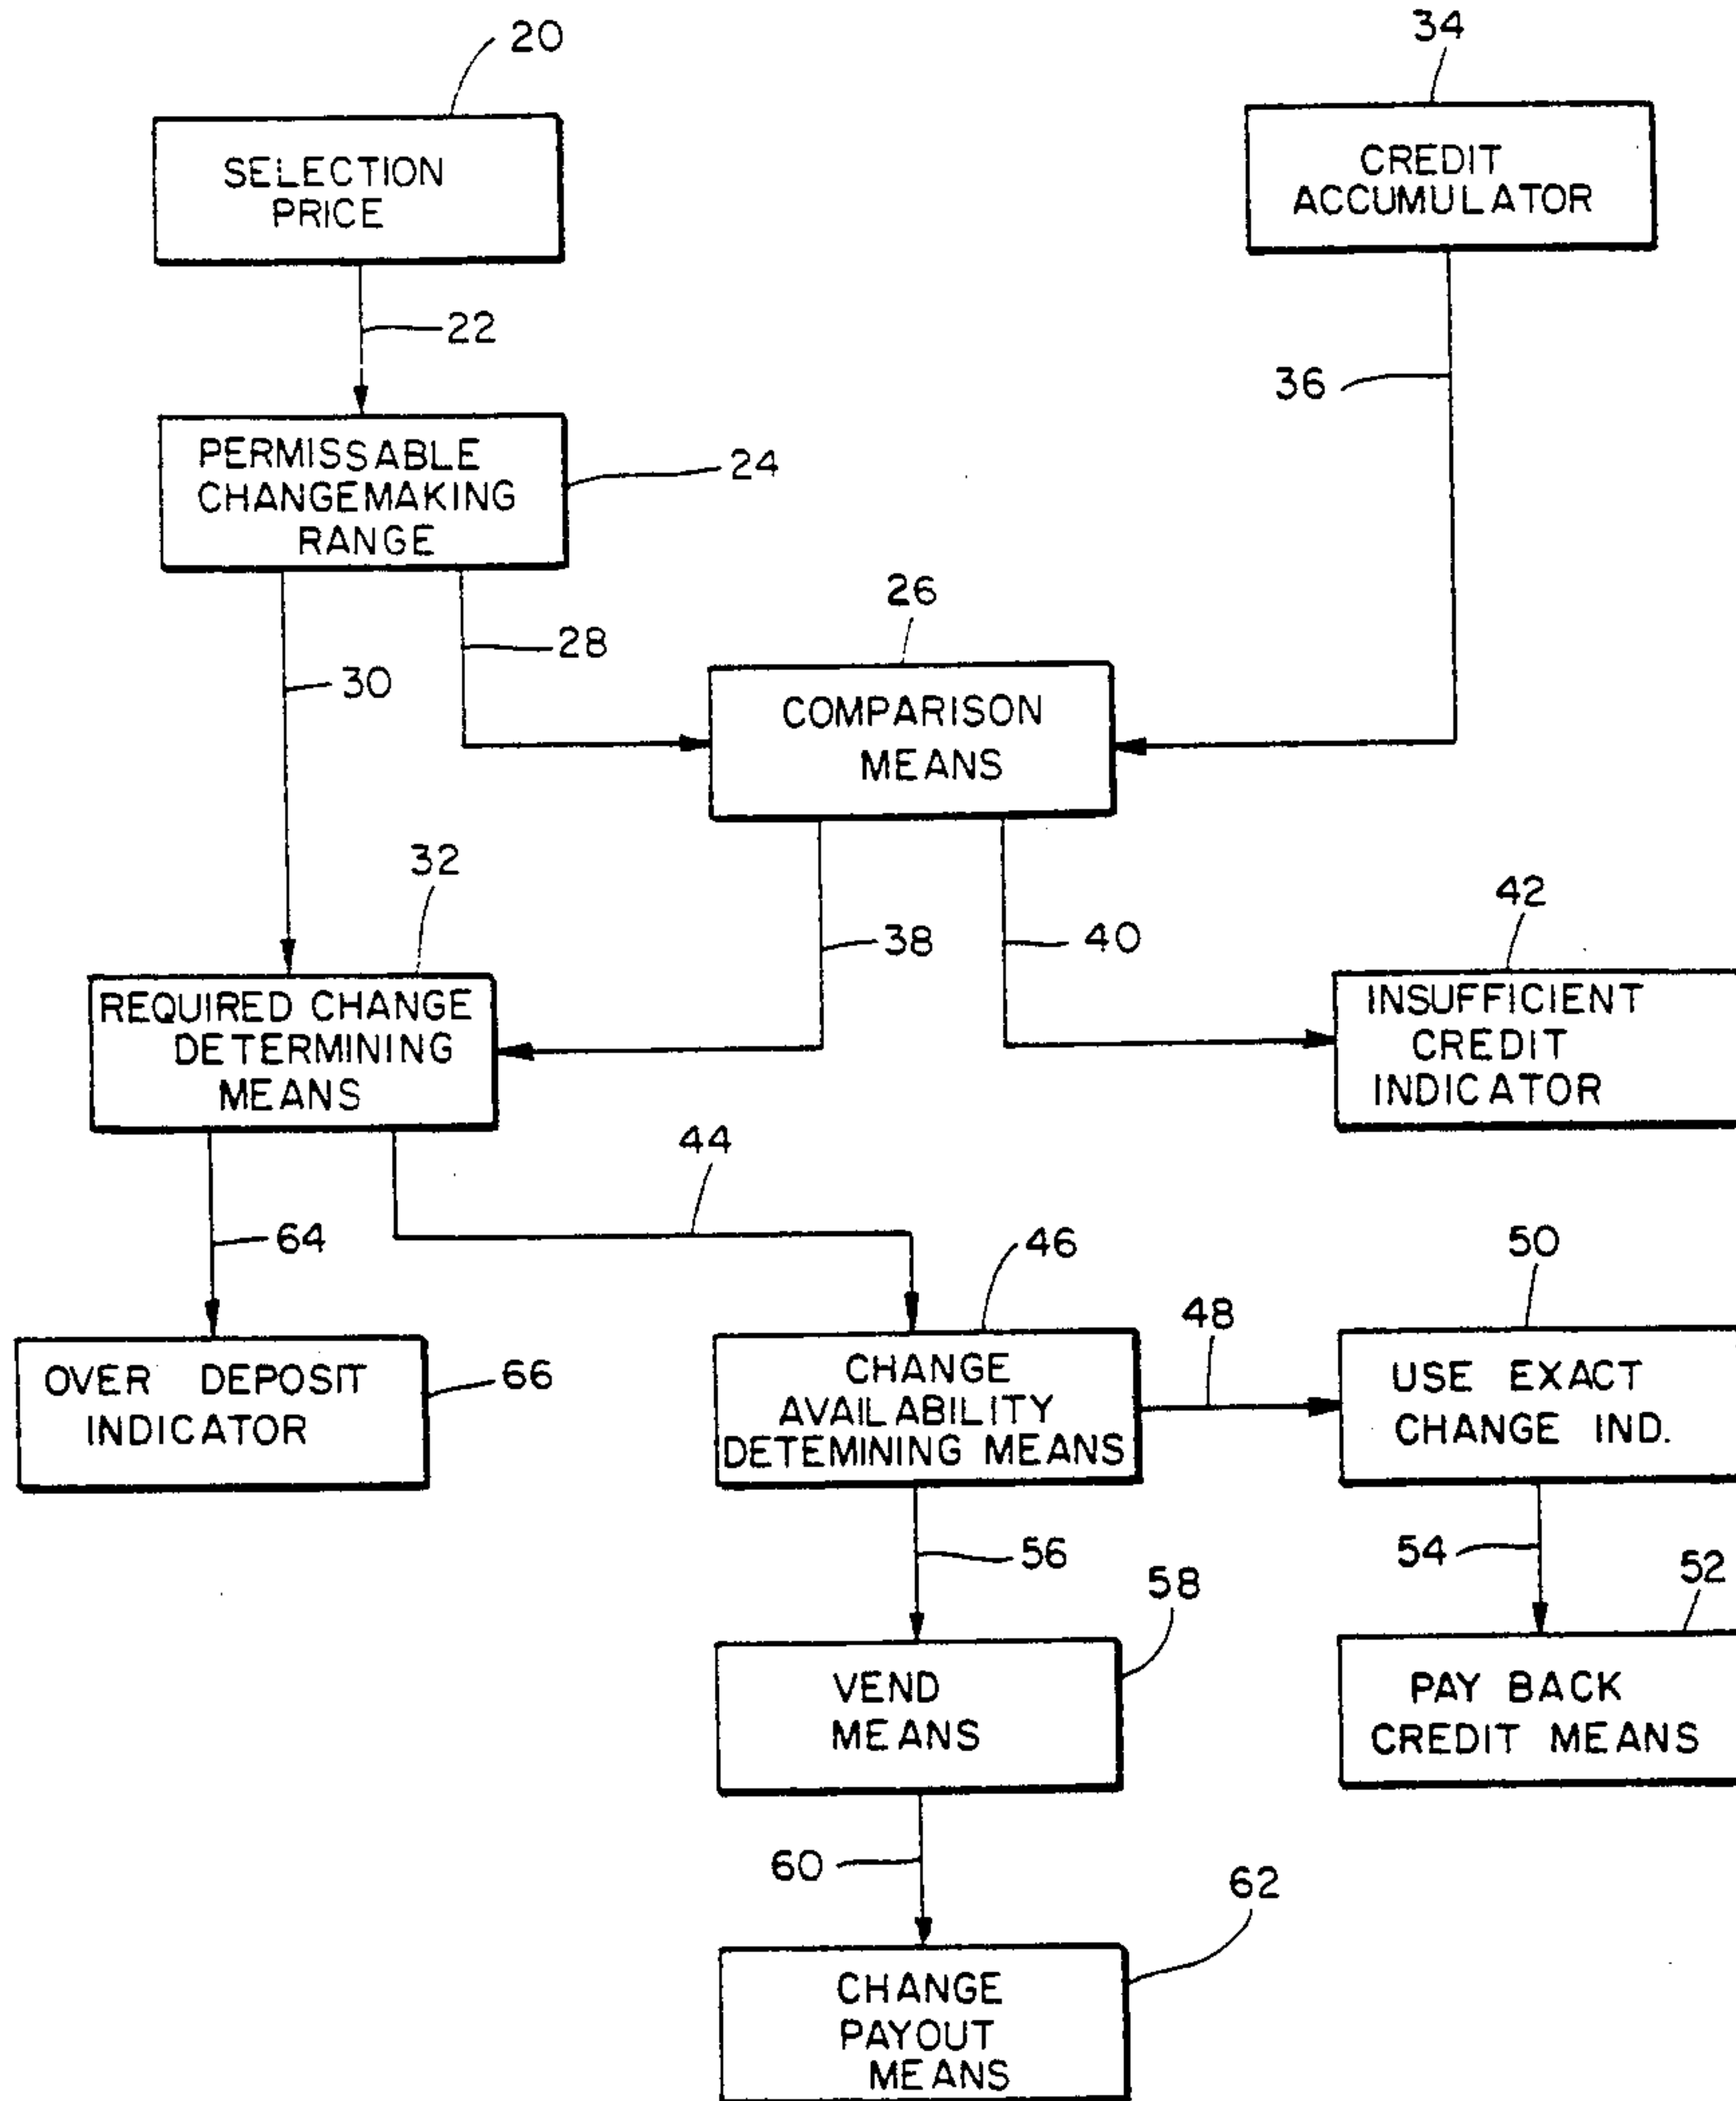 20
34
SELECTION
PRICE
CREDIT
ACCUMULATOR
22
36
PERMISSABLE
CHANGEMAKING
RANGE
24
26
28
30
COMPARISON
MEANS
32
38
40
42
REQUIRED CHANGE
DETERMINING
MEANS
INSUFFICIENT
CREDIT
INDICATOR
44
64
46
48
50
OVER DEPOSIT
INDICATOR
66
CHANGE
AVAILABILITY
DETEMINING MEANS
USE EXACT
CHANGE IND.
56
54
52
58
VEND
MEANS
PAY BACK
CREDIT MEANS
60
62
CHANGE
PAYOUT
MEANS